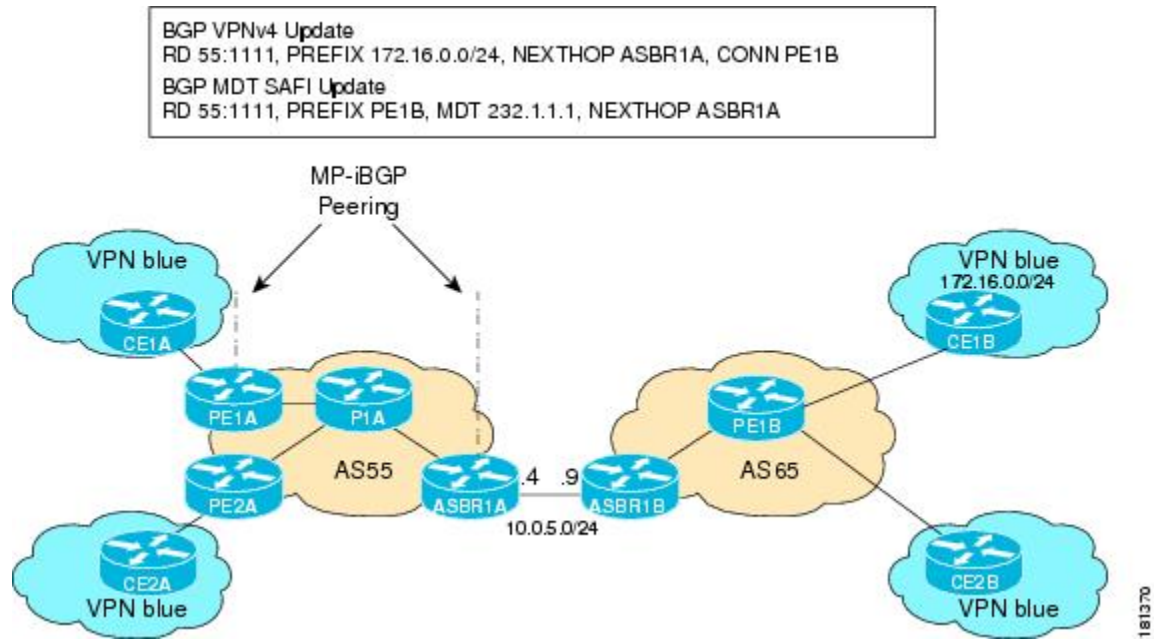 BGP VPNv4 Update
RD 55:1111, PREFIX 172.16.0.0/24, NEXTHOP ASBR1A, CONN PE1B
BGP MDT SAFI Update
RD 55:1111, PREFIX PE1B, MDT 232.1.1.1, NEXTHOP ASBR1A
MP-iBGP
Peering
VPN blue
VPN blue
172.16.0.0/24
CE1A
CE1B
PE1A
P1A
PE1B
AS55
AS65
PE2A
ASBR1A
.4
.9
ASBR1B
10.0.5.0/24
CE2A
CE2B
VPN blue
VPN blue
181370